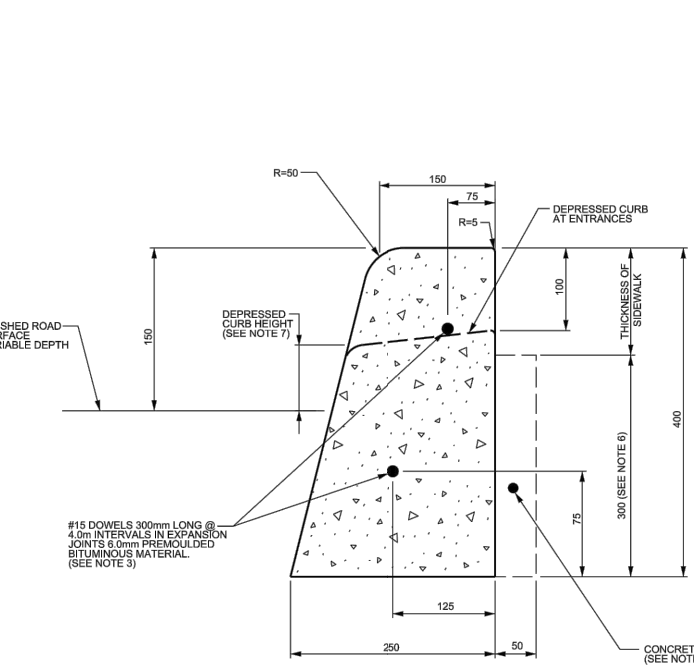 150
R=50
75
R=5
DEPRESSED CURB
AT ENTRANCES
SHED ROAD
RFACE
RIABLE DEPTH
150
DEPRESSED
CURB HEIGHT
(SEE NOTE 7)
100
THICKNESS OF
SIDEWALK
400
300 (SEE NOTE 6)
75
#15 DOWELS 300mm LONG @
4.0m INTERVALS IN EXPANSION
JOINTS 6.0mm PREMOULDED
BITUMINOUS MATERIAL.
(SEE NOTE 3)
125
250
50
CONCRET
(SEE NOT